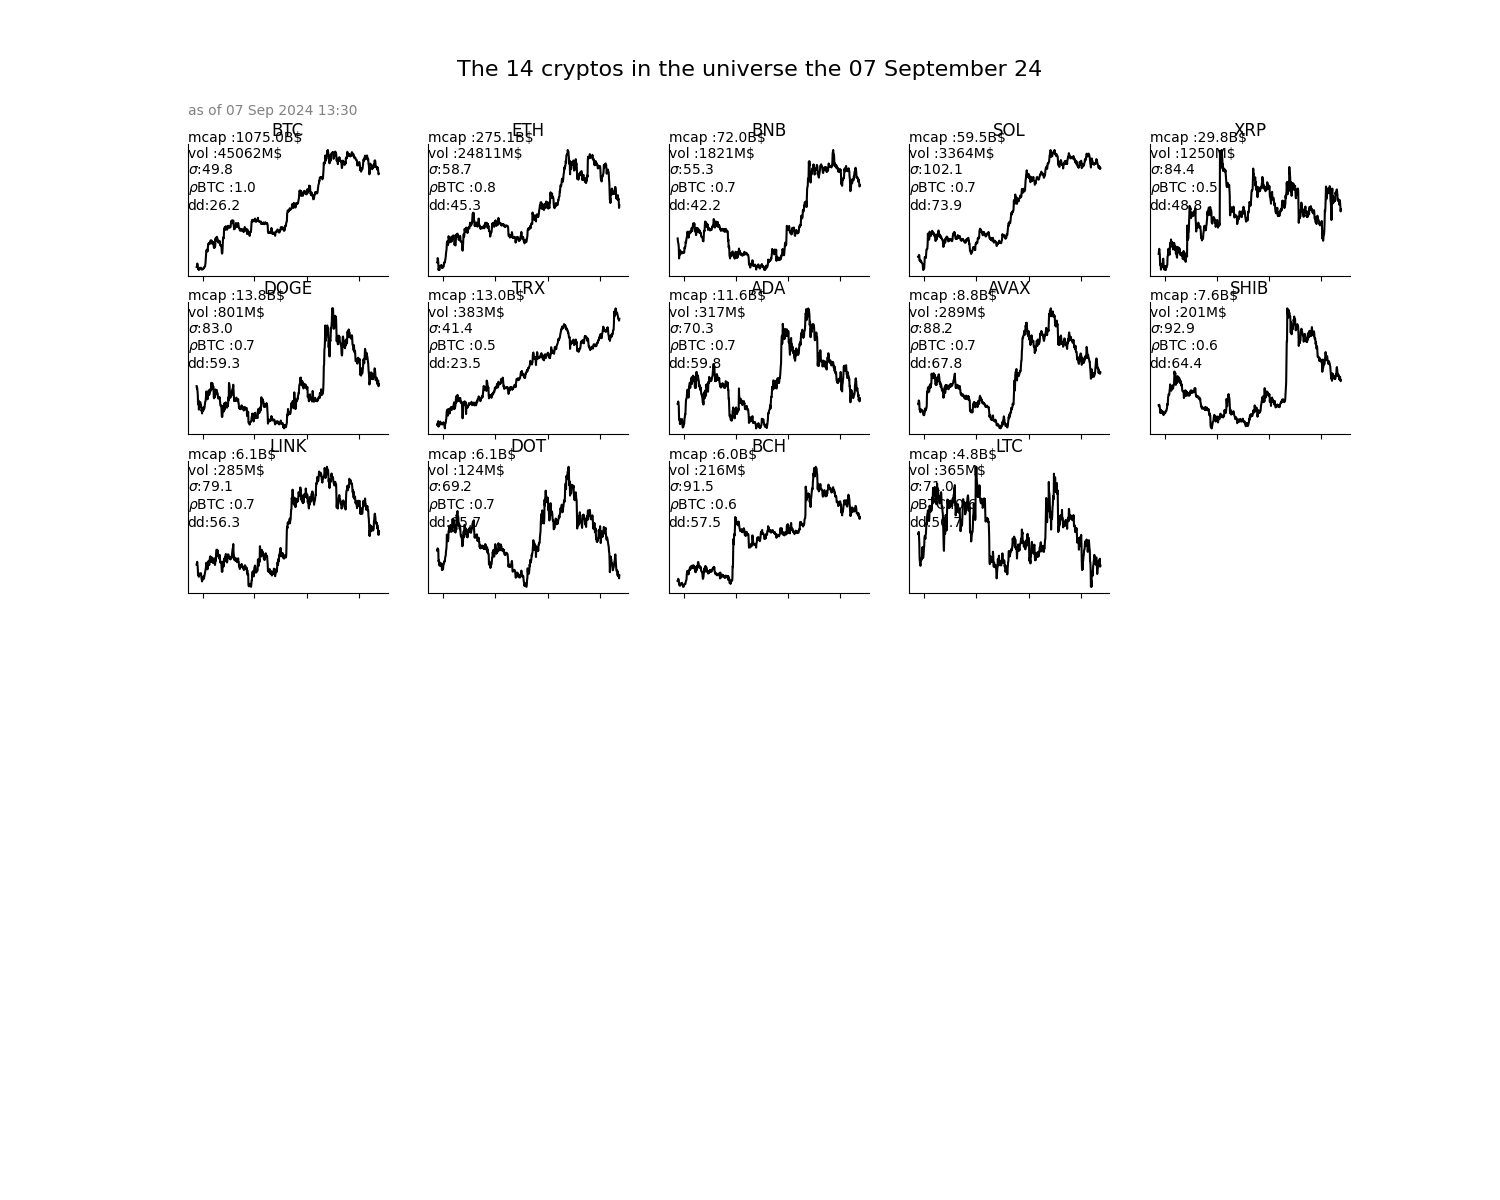 The 14 cryptos in the universe the 07 September 24
as of 07 Sep 2024 13:30
BTC
mcap :1075.0B$
vol :45062M$
σ:49.8
ρBTC :1.0
dd:26.2
ETH
mcap :275.1B$
vol :24811M$
σ:58.7
ρBTC :0.8
dd:45.3
BNB
mcap :72.0B$
vol :1821M$
σ:55.3
ρBTC :0.7
dd:42.2
SOL
mcap :59.5B$
vol :3364M$
σ:102.1
ρBTC :0.7
dd:73.9
XRP
mcap :29.8B$
vol :1250M$
σ:84.4
ρBTC :0.5
dd:48.8
DOGE
mcap :13.8B$
vol :801M$
σ:83.0
ρBTC :0.7
dd:59.3
TRX
mcap :13.0B$
vol :383M$
σ:41.4
ρBTC :0.5
dd:23.5
ADA
mcap :11.6B$
vol :317M$
σ:70.3
ρBTC :0.7
dd:59.8
AVAX
mcap :8.8B$
vol :289M$
σ:88.2
ρBTC :0.7
dd:67.8
SHIB
mcap :7.6B$
vol :201M$
σ:92.9
ρBTC :0.6
dd:64.4
LINK
mcap :6.1B$
vol :285M$
σ:79.1
ρBTC :0.7
dd:56.3
DOT
mcap :6.1B$
vol :124M$
σ:69.2
ρBTC :0.7
BCH
mcap :6.0B$
vol :216M$
σ:91.5
ρBTC :0.6
dd:57.5
LTC
mcap :4.8B$
vol :365M$
σ:71.0